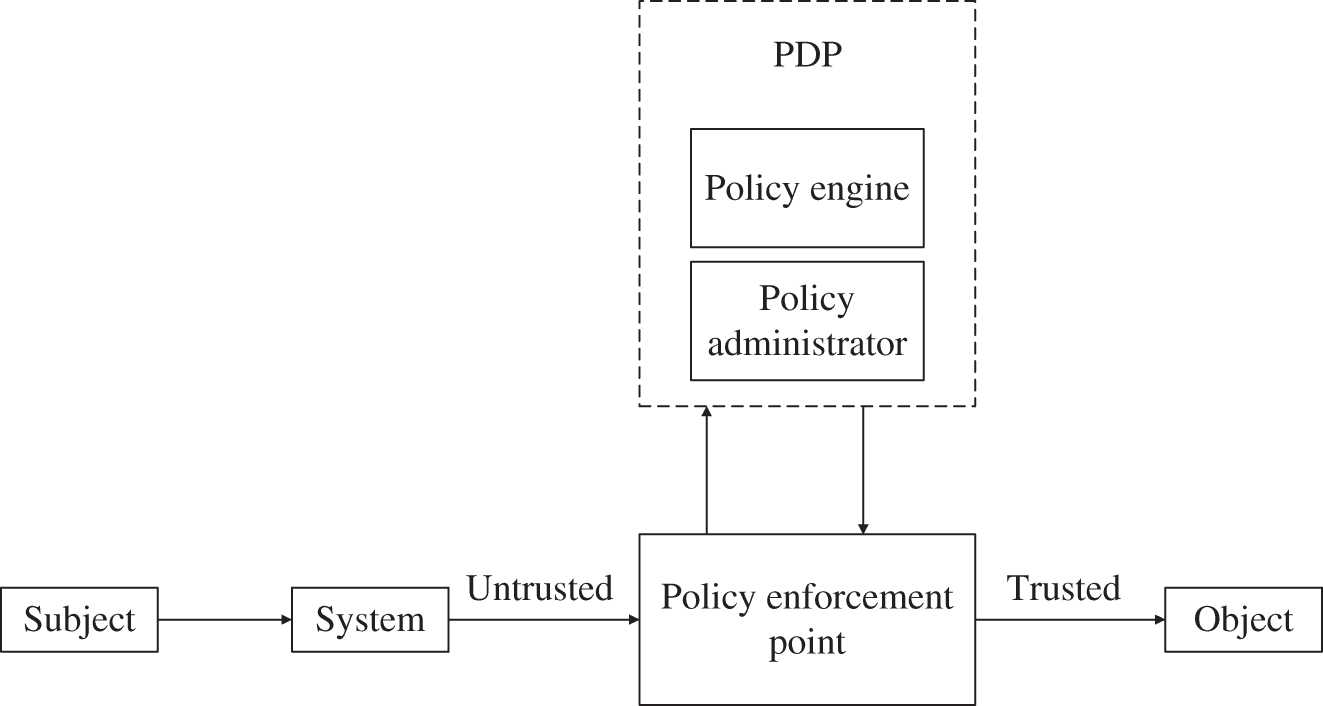 PDP
Policy engine
Policy
administrator
Subject
System
Untrusted
Policy enforcement
point
Trusted
Object